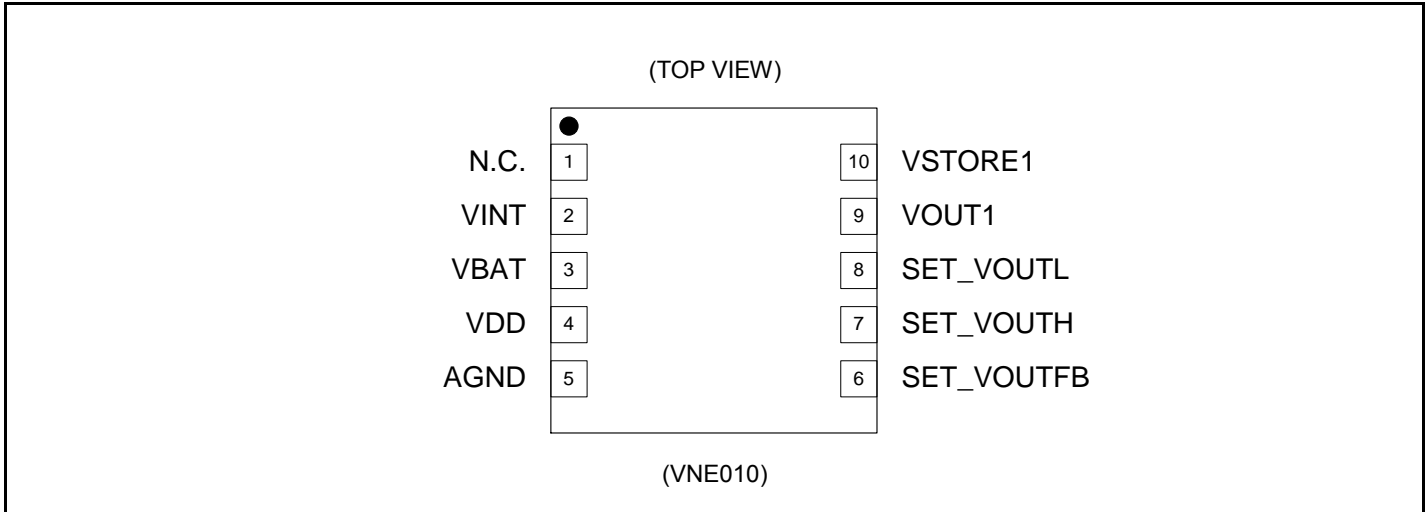 (TOP VIEW)
N.C. 1 10 VSTORE1
VINT 2 9 VOUT1
VBAT 3 8 SET_VOUTL
VDD 4 7 SET_VOUTH
AGND 5 6 SET_VOUTFB
(VNE010)